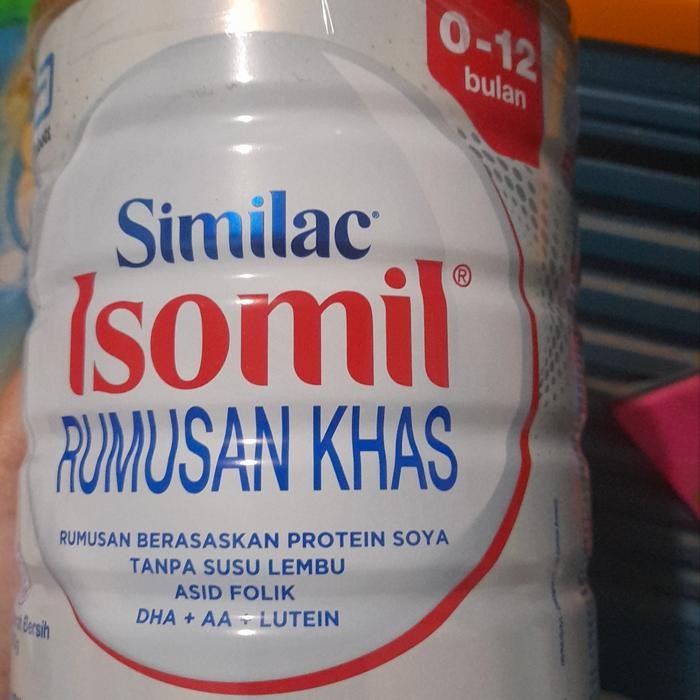 0-12
bulan
Similac®
Isomil®
RUMUSAN KHAS
RUMUSAN BERASASKAN PROTEIN SOYA
TANPA SUSU LEMBU
ASID FOLIK
DHA + AA + LUTEIN
Bersih